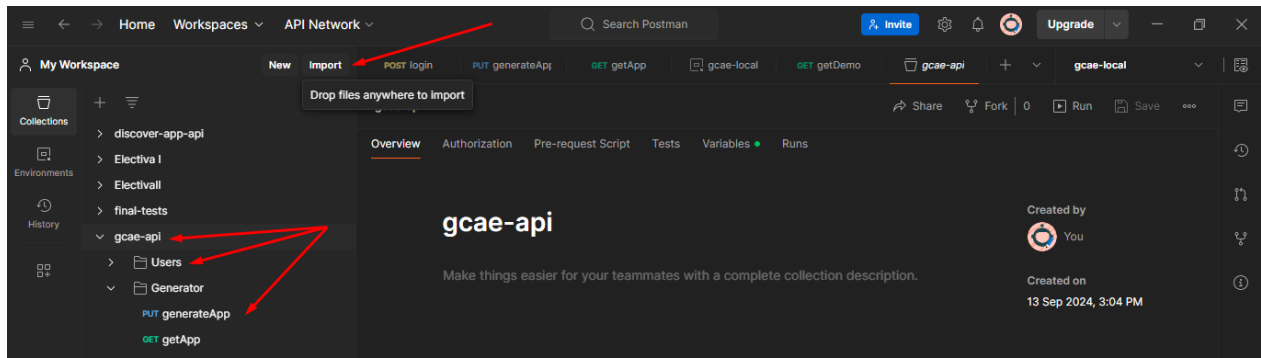 Home Workspaces API Network Search Postman Invite Upgrade
My Workspace New Import POST login PUT generateApp GET getApp gcae-local GET getDemo gcae-api gcae-local
Drop files anywhere to import
Collections
Share Fork 0 Run Save
discover-app-api
Overview Authorization Pre-request Script Tests Variables Runs
Electiva I
Environments
ElectivaII
History
final-tests
gcae-api
gcae-api
Created by
You
Users
Make things easier for your teammates with a complete collection description.
Generator
Created on
13 Sep 2024, 3:04 PM
PUT generateApp
GET getApp